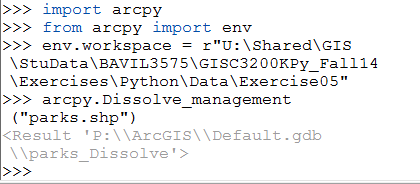 >>> import arcpy
>>> from arcpy import env
>>> env.workspace = r"U:\Shared\GIS
\StuData\BAVIL3575\GISC3200KPy_Fall14
\Exercises\Python\Data\Exercise05"
>>> arcpy.Dissolve_management
("parks.shp")
<Result 'P:\\ArcGIS\\Default.gdb
\\parks_Dissolve'>
>>>